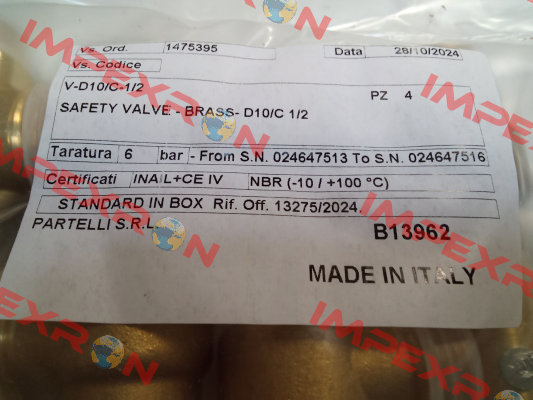 vs. Ord. 1475395 Data 28/10/2024
vs. Codice
V-D10/C-1/2 PZ 4
SAFETY VALVE - BRASS- D10/C 1/2
Taratura 6 bar - From S.N. 024647513 To S.N. 024647516
Certificati INAIL+CE IV NBR (-10 / +100 °C)
STANDARD IN BOX Rif. Off. 13275/2024.
PARTELLI S.R.L. B13962
MADE IN ITALY
IMPEXRON
IMPEXRON
IMPEXRON
IMPEXRON
IMPEXRON